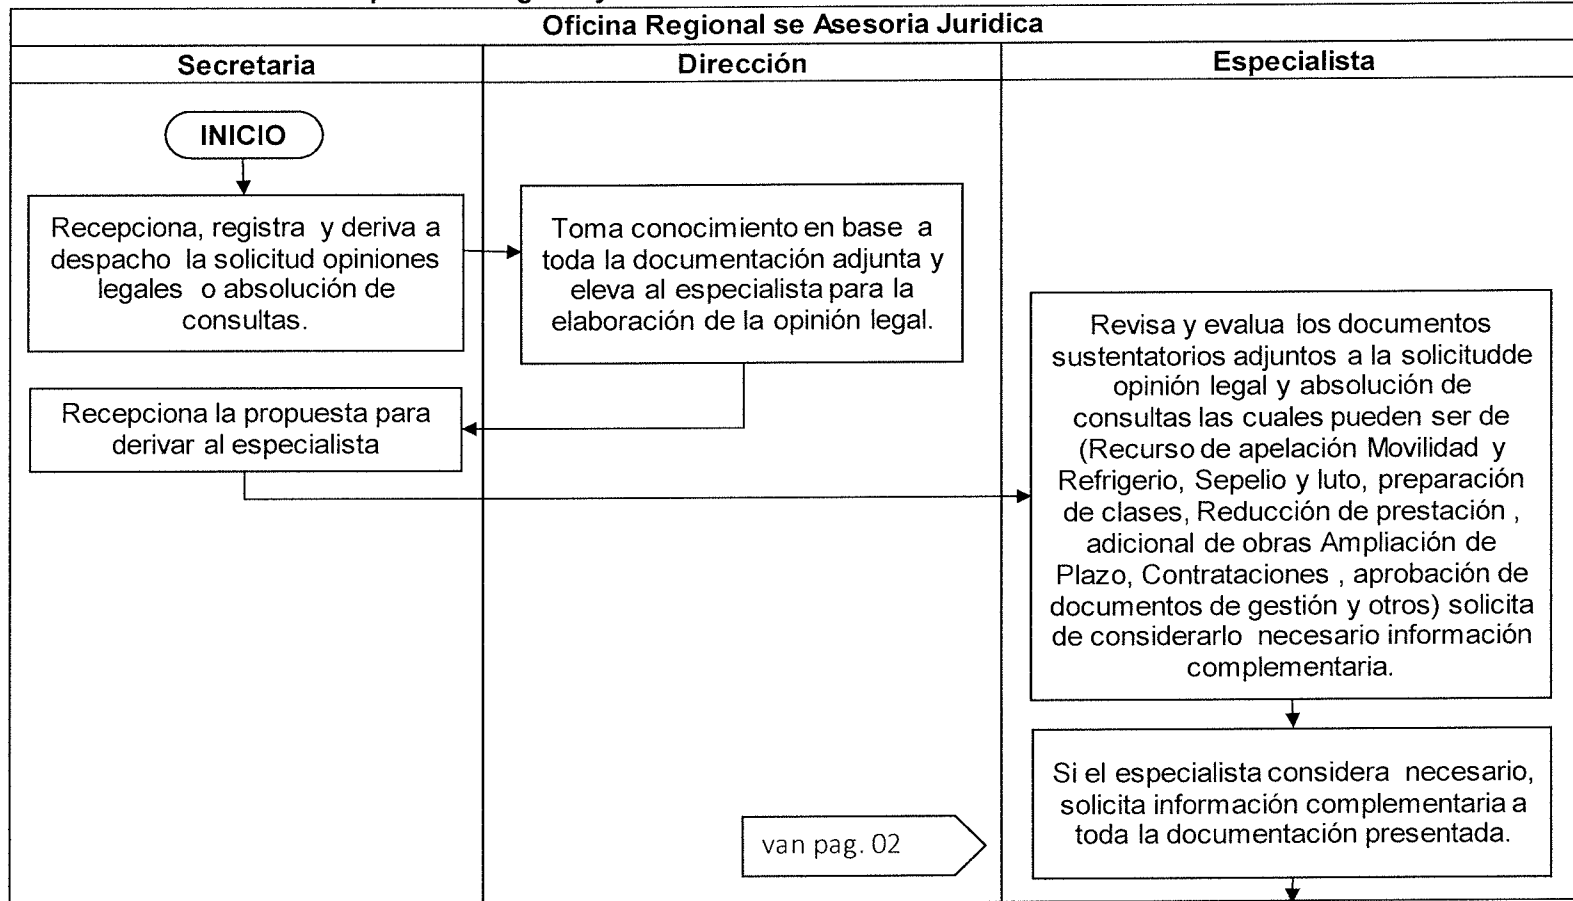 Oficina Regional se Asesoria Juridica
Secretaria
Dirección
Especialista
INICIO
Recepciona, registra y deriva a
despacho la solicitud opiniones
legales o absolución de
consultas.
Toma conocimiento en base a
toda la documentación adjunta y
eleva al especialista para la
elaboración de la opinión legal.
Recepciona la propuesta para
derivar al especialista
Revisa y evalua los documentos
sustentatorios adjuntos a la solicitudde
opinión legal y absolución de
consultas las cuales pueden ser de
(Recurso de apelación Movilidad y
Refrigerio, Sepelio y luto, preparación
de clases, Reducción de prestación ,
adicional de obras Ampliación de
Plazo, Contrataciones , aprobación de
documentos de gestión y otros) solicita
de considerarlo necesario información
complementaria.
Si el especialista considera necesario,
solicita información complementaria a
toda la documentación presentada.
van pag. 02